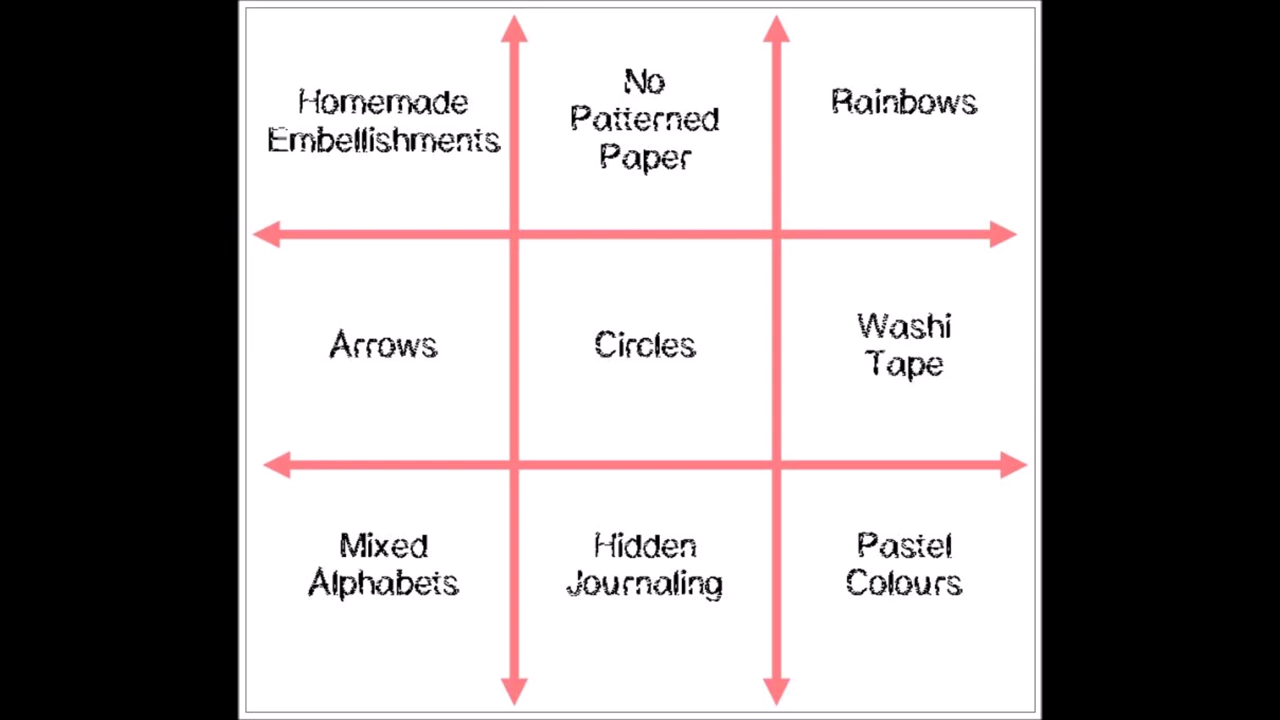 Homemade
Embellishments
No
Patterned
Paper
Rainbows
Arrows
Circles
Washi
Tape
Mixed
Alphabets
Hidden
Journaling
Pastel
Colours